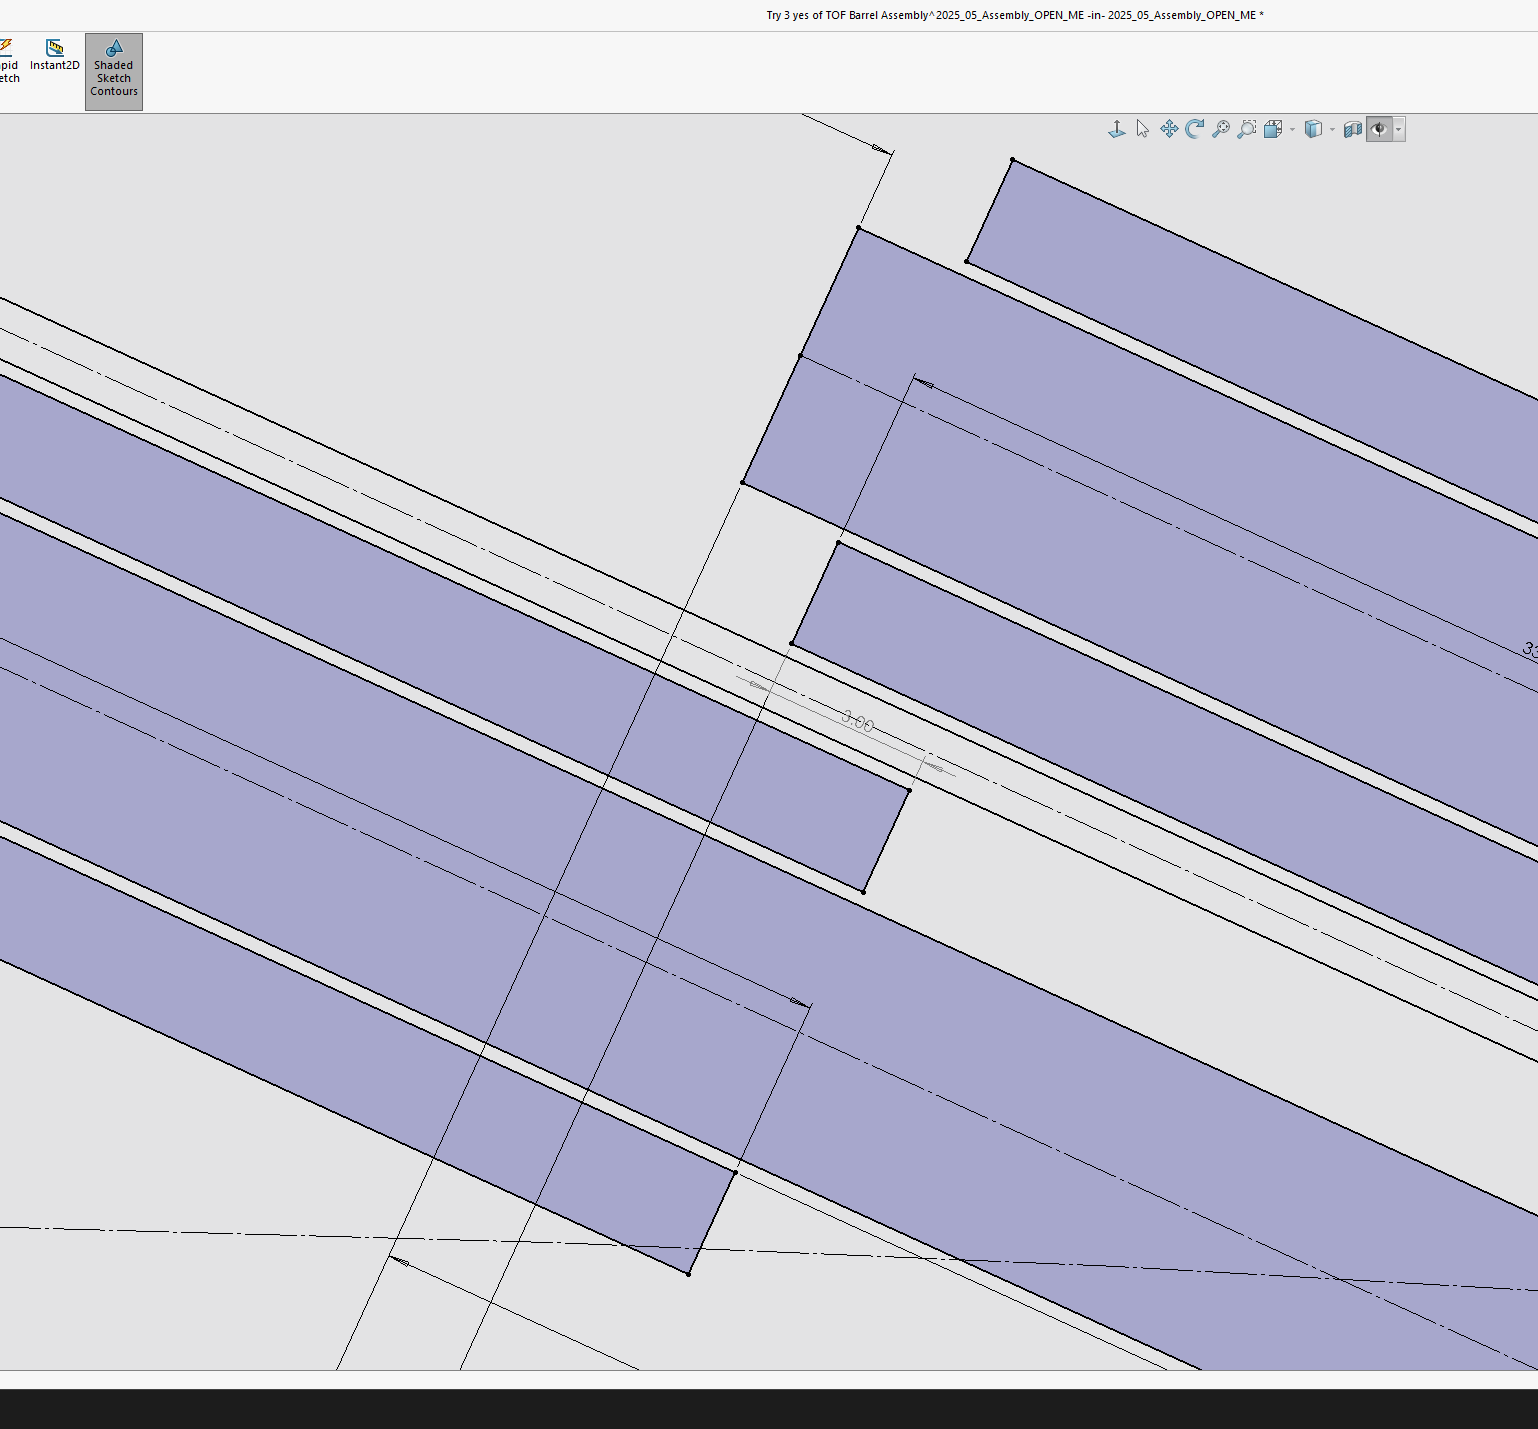 Try 3 yes of TOF Barrel Assembly^2025_05_Assembly_OPEN_ME -in- 2025_05_Assembly_OPEN_ME *
Instant2D
Shaded
Sketch
Contours
3.00